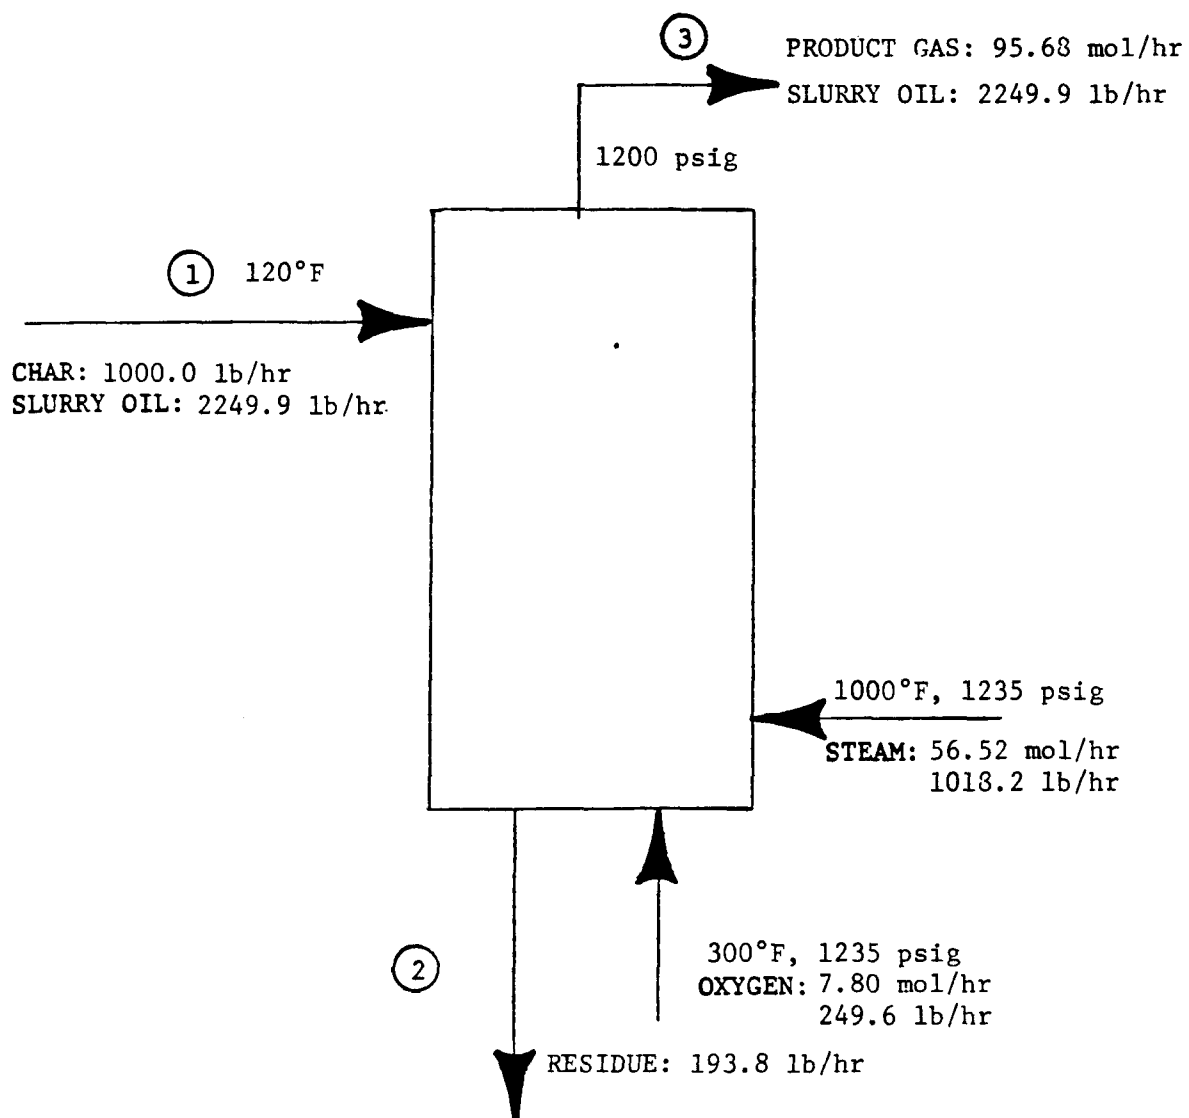 3
PRODUCT GAS: 95.68 mol/hr
SLURRY OIL: 2249.9 lb/hr
1200 psig
1 120°F
CHAR: 1000.0 lb/hr
SLURRY OIL: 2249.9 lb/hr
1000°F, 1235 psig
STEAM: 56.52 mol/hr
1018.2 lb/hr
2
300°F, 1235 psig
OXYGEN: 7.80 mol/hr
249.6 lb/hr
RESIDUE: 193.8 lb/hr